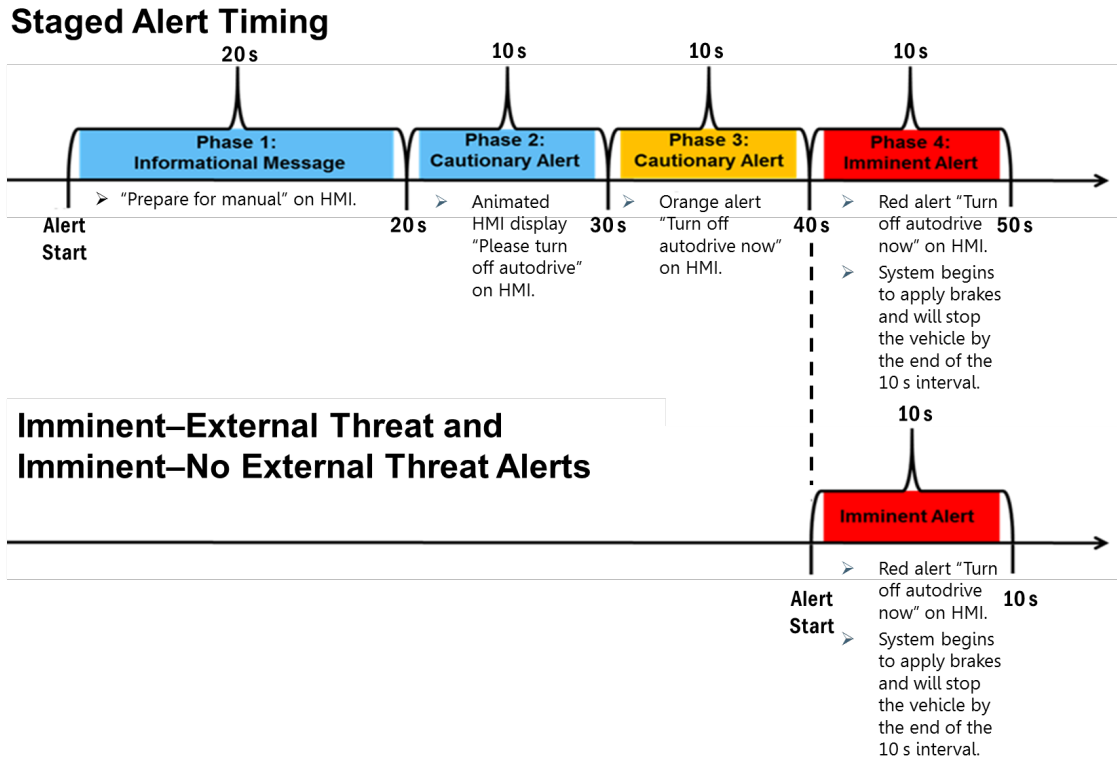 Staged Alert Timing
20 s
10 s
10 s
10 s
Phase 1:
Informational Message
Phase 2:
Cautionary Alert
Phase 3:
Cautionary Alert
Phase 4:
Imminent Alert
Alert
Start
20 s
30 s
40 s
50 s
“Prepare for manual” on HMI.
Animated
HMI display
“Please turn
off autodrive”
on HMI.
Orange alert
“Turn off
autodrive now”
on HMI.
Red alert “Turn
off autodrive
now” on HMI.
System begins
to apply brakes
and will stop
the vehicle by
the end of the
10 s interval.
Imminent–External Threat and
Imminent–No External Threat Alerts
10 s
Imminent Alert
Alert
Start
10 s
Red alert “Turn
off autodrive
now” on HMI.
System begins
to apply brakes
and will stop
the vehicle by
the end of the
10 s interval.